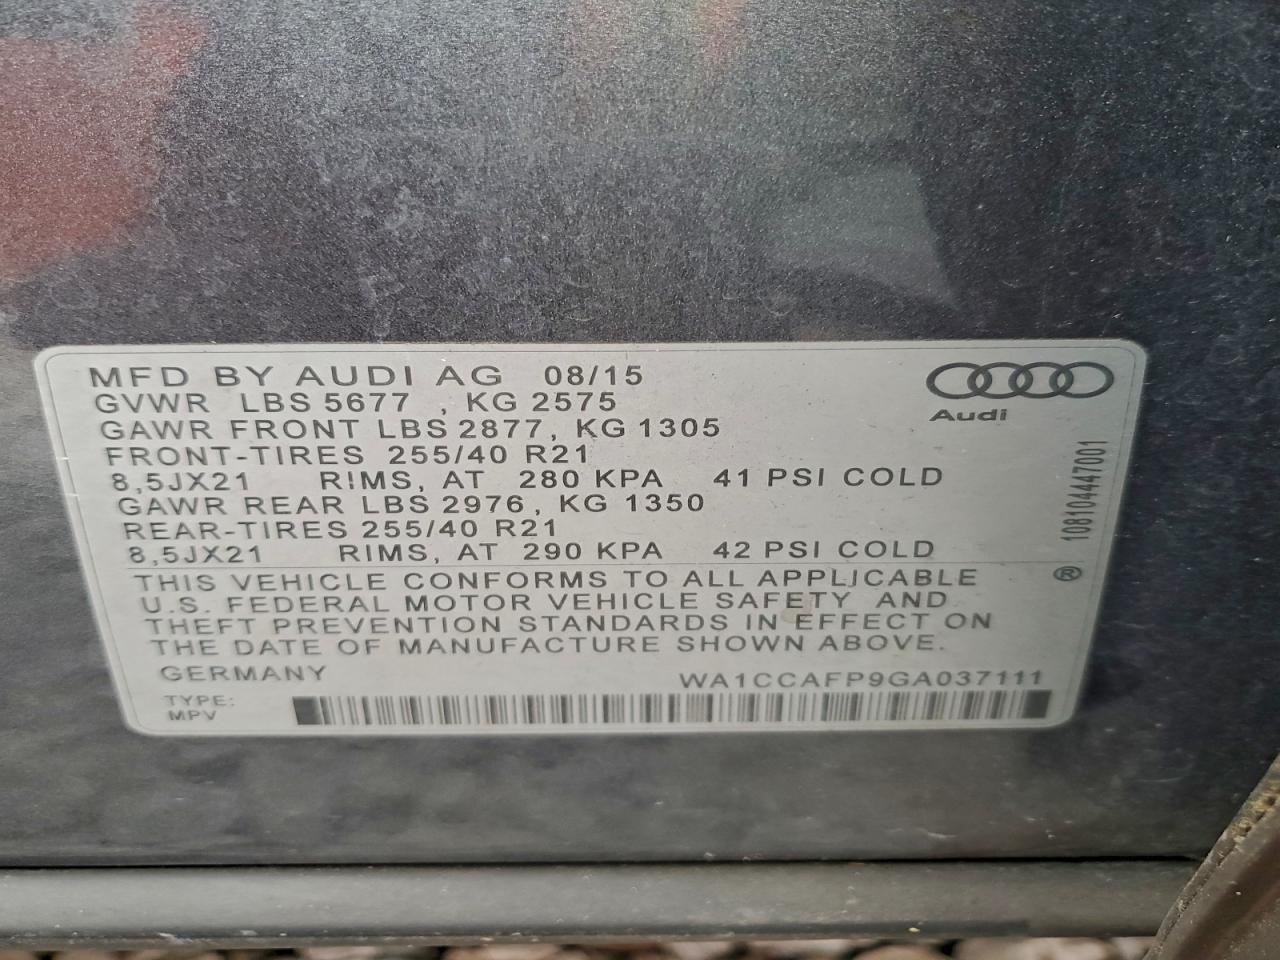 MFD BY AUDI AG 08/15
GVWR LBS 5677 , KG 2575
GAWR FRONT LBS 2877, KG 1305
FRONT-TIRES 255/40 R21
8,5JX21 RIMS, AT 280 KPA 41 PSI COLD
GAWR REAR LBS 2976, KG 1350
REAR-TIRES 255/40 R21
8,5JX21 RIMS, AT 290 KPA 42 PSI COLD
THIS VEHICLE CONFORMS TO ALL APPLICABLE
U.S. FEDERAL MOTOR VEHICLE SAFETY AND
THEFT PREVENTION STANDARDS IN EFFECT ON
THE DATE OF MANUFACTURE SHOWN ABOVE.
GERMANY WA1CCAFP9GA037111
TYPE:
MPV
Audi
108104447001
®